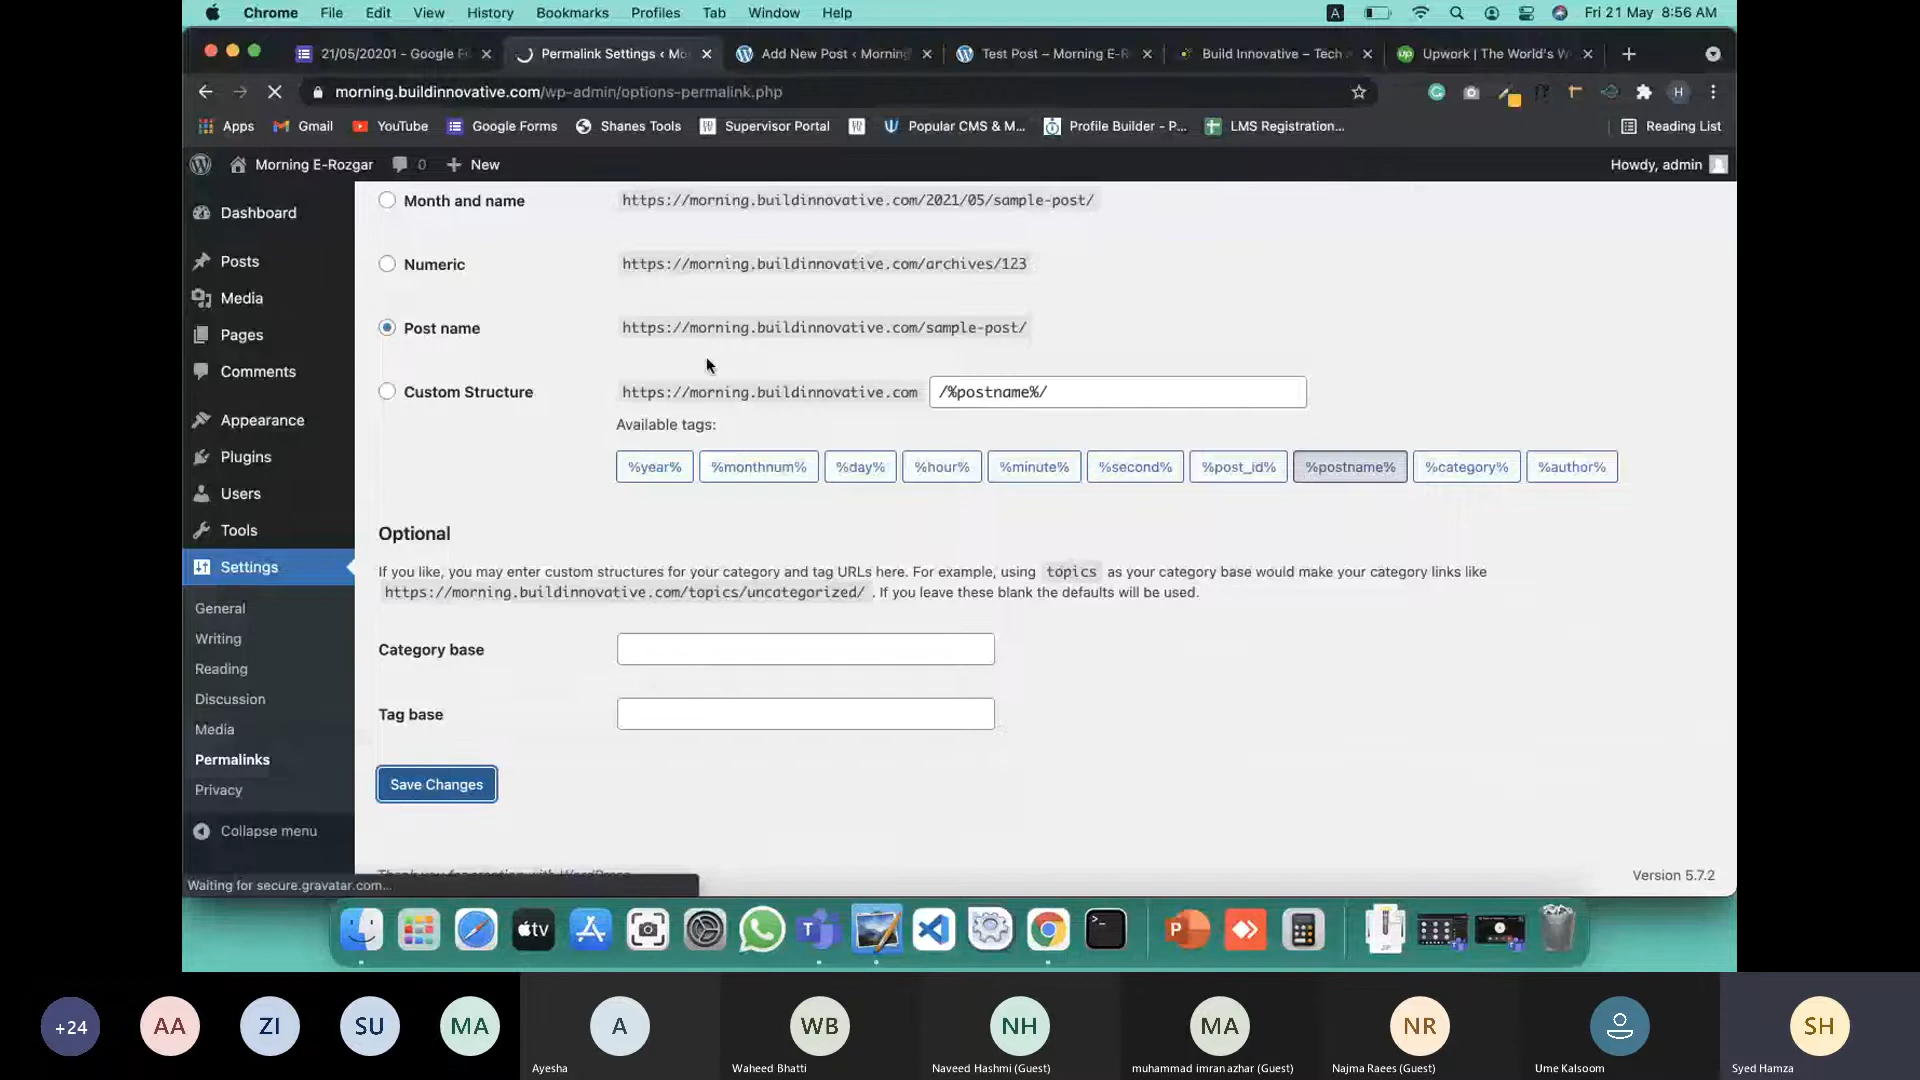 Chrome File Edit View History Bookmarks Profiles Tab Window Help A Fri 21 May 8:56 AM
21/05/20201 - Google F Permalink Settings ‹ Mo Add New Post ‹ Morning Test Post – Morning E-R Build Innovative – Tech Upwork | The World's W
morning.buildinnovative.com/wp-admin/options-permalink.php H
Apps Gmail YouTube Google Forms Shanes Tools Supervisor Portal Popular CMS & M... Profile Builder - P... LMS Registration... Reading List
Morning E-Rozgar 0 New Howdy, admin
Dashboard
Posts
Media
Pages
Comments
Appearance
Plugins
Users
Tools
Settings
General
Writing
Reading
Discussion
Media
Permalinks
Privacy
Collapse menu
Month and name https://morning.buildinnovative.com/2021/05/sample-post/
Numeric https://morning.buildinnovative.com/archives/123
Post name https://morning.buildinnovative.com/sample-post/
Custom Structure https://morning.buildinnovative.com /%postname%/
Available tags:
%year% %monthnum% %day% %hour% %minute% %second% %post_id% %postname% %category% %author%
Optional
If you like, you may enter custom structures for your category and tag URLs here. For example, using topics as your category base would make your category links like
https://morning.buildinnovative.com/topics/uncategorized/ . If you leave these blank the defaults will be used.
Category base
Tag base
Save Changes
Thank you for creating with WordPress. Version 5.7.2
Waiting for secure.gravatar.com...
tv T P
+24 AA ZI SU MA A WB NH MA NR SH
Ayesha Waheed Bhatti Naveed Hashmi (Guest) muhammad imran azhar (Guest) Najma Raees (Guest) Ume Kalsoom Syed Hamza